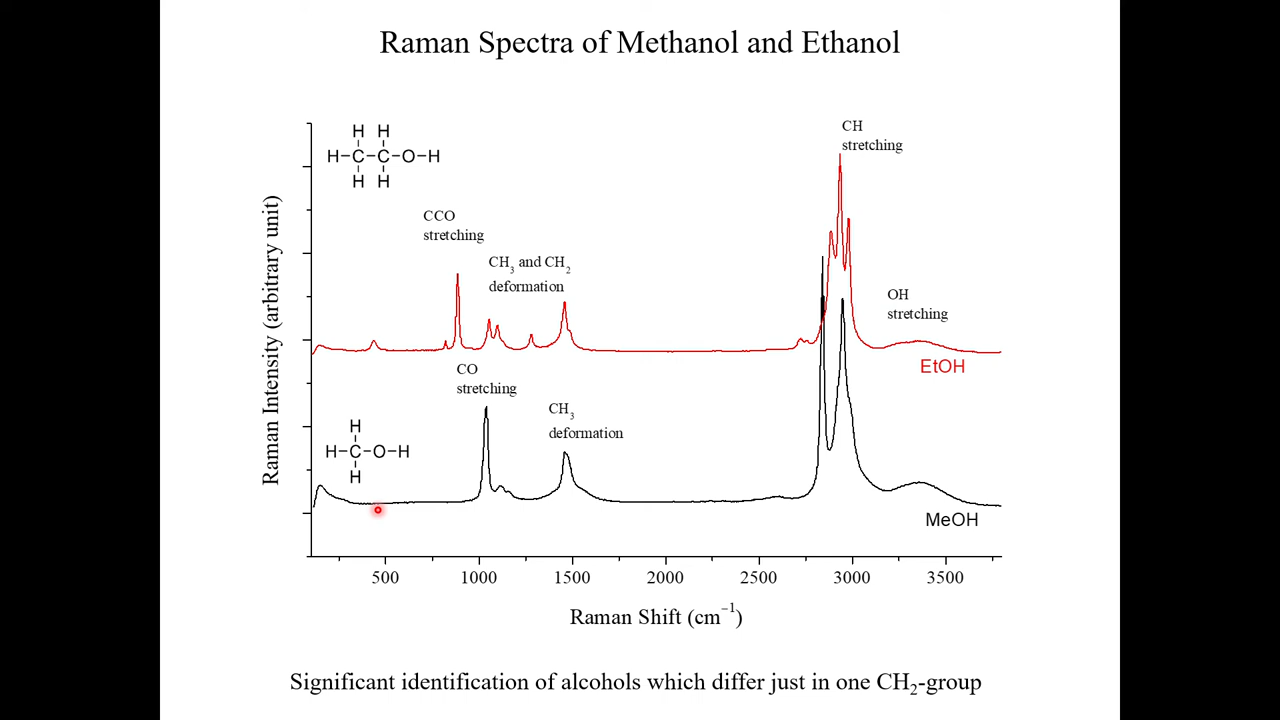 Raman Spectra of Methanol and Ethanol
CH
stretching
H H
H-C-C-O-H
H H
CCO
stretching
CH₃ and CH₂
deformation
OH
stretching
EtOH
CO
stretching
CH₃
deformation
H
H-C-O-H
H
MeOH
Raman Intensity (arbitrary unit)
500 1000 1500 2000 2500 3000 3500
Raman Shift (cm⁻¹)
Significant identification of alcohols which differ just in one CH₂-group